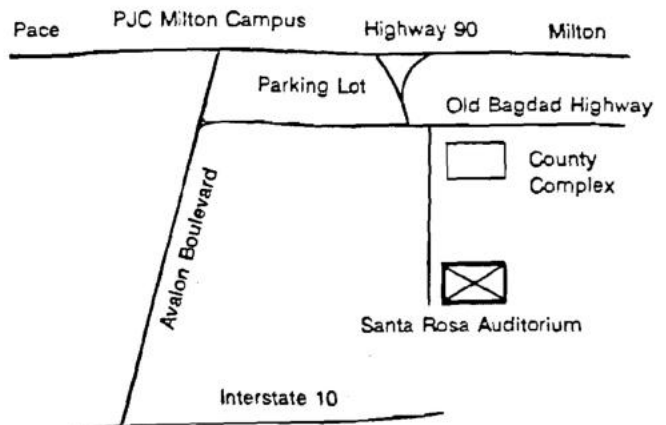 Pace
PJC Milton Campus
Highway 90
Milton
Parking Lot
Old Bagdad Highway
County
Complex
Avalon Boulevard
Santa Rosa Auditorium
Interstate 10